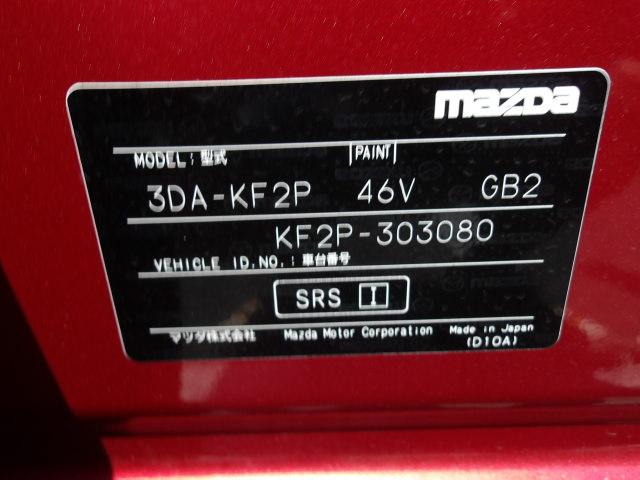 mazda
MODEL:型式 PAINT
3DA-KF2P 46V GB2
KF2P-303080
VEHICLE ID.NO.:車台番号
SRS I
マツダ株式会社 Mazda Motor Corporation Made in Japan
(D10A)